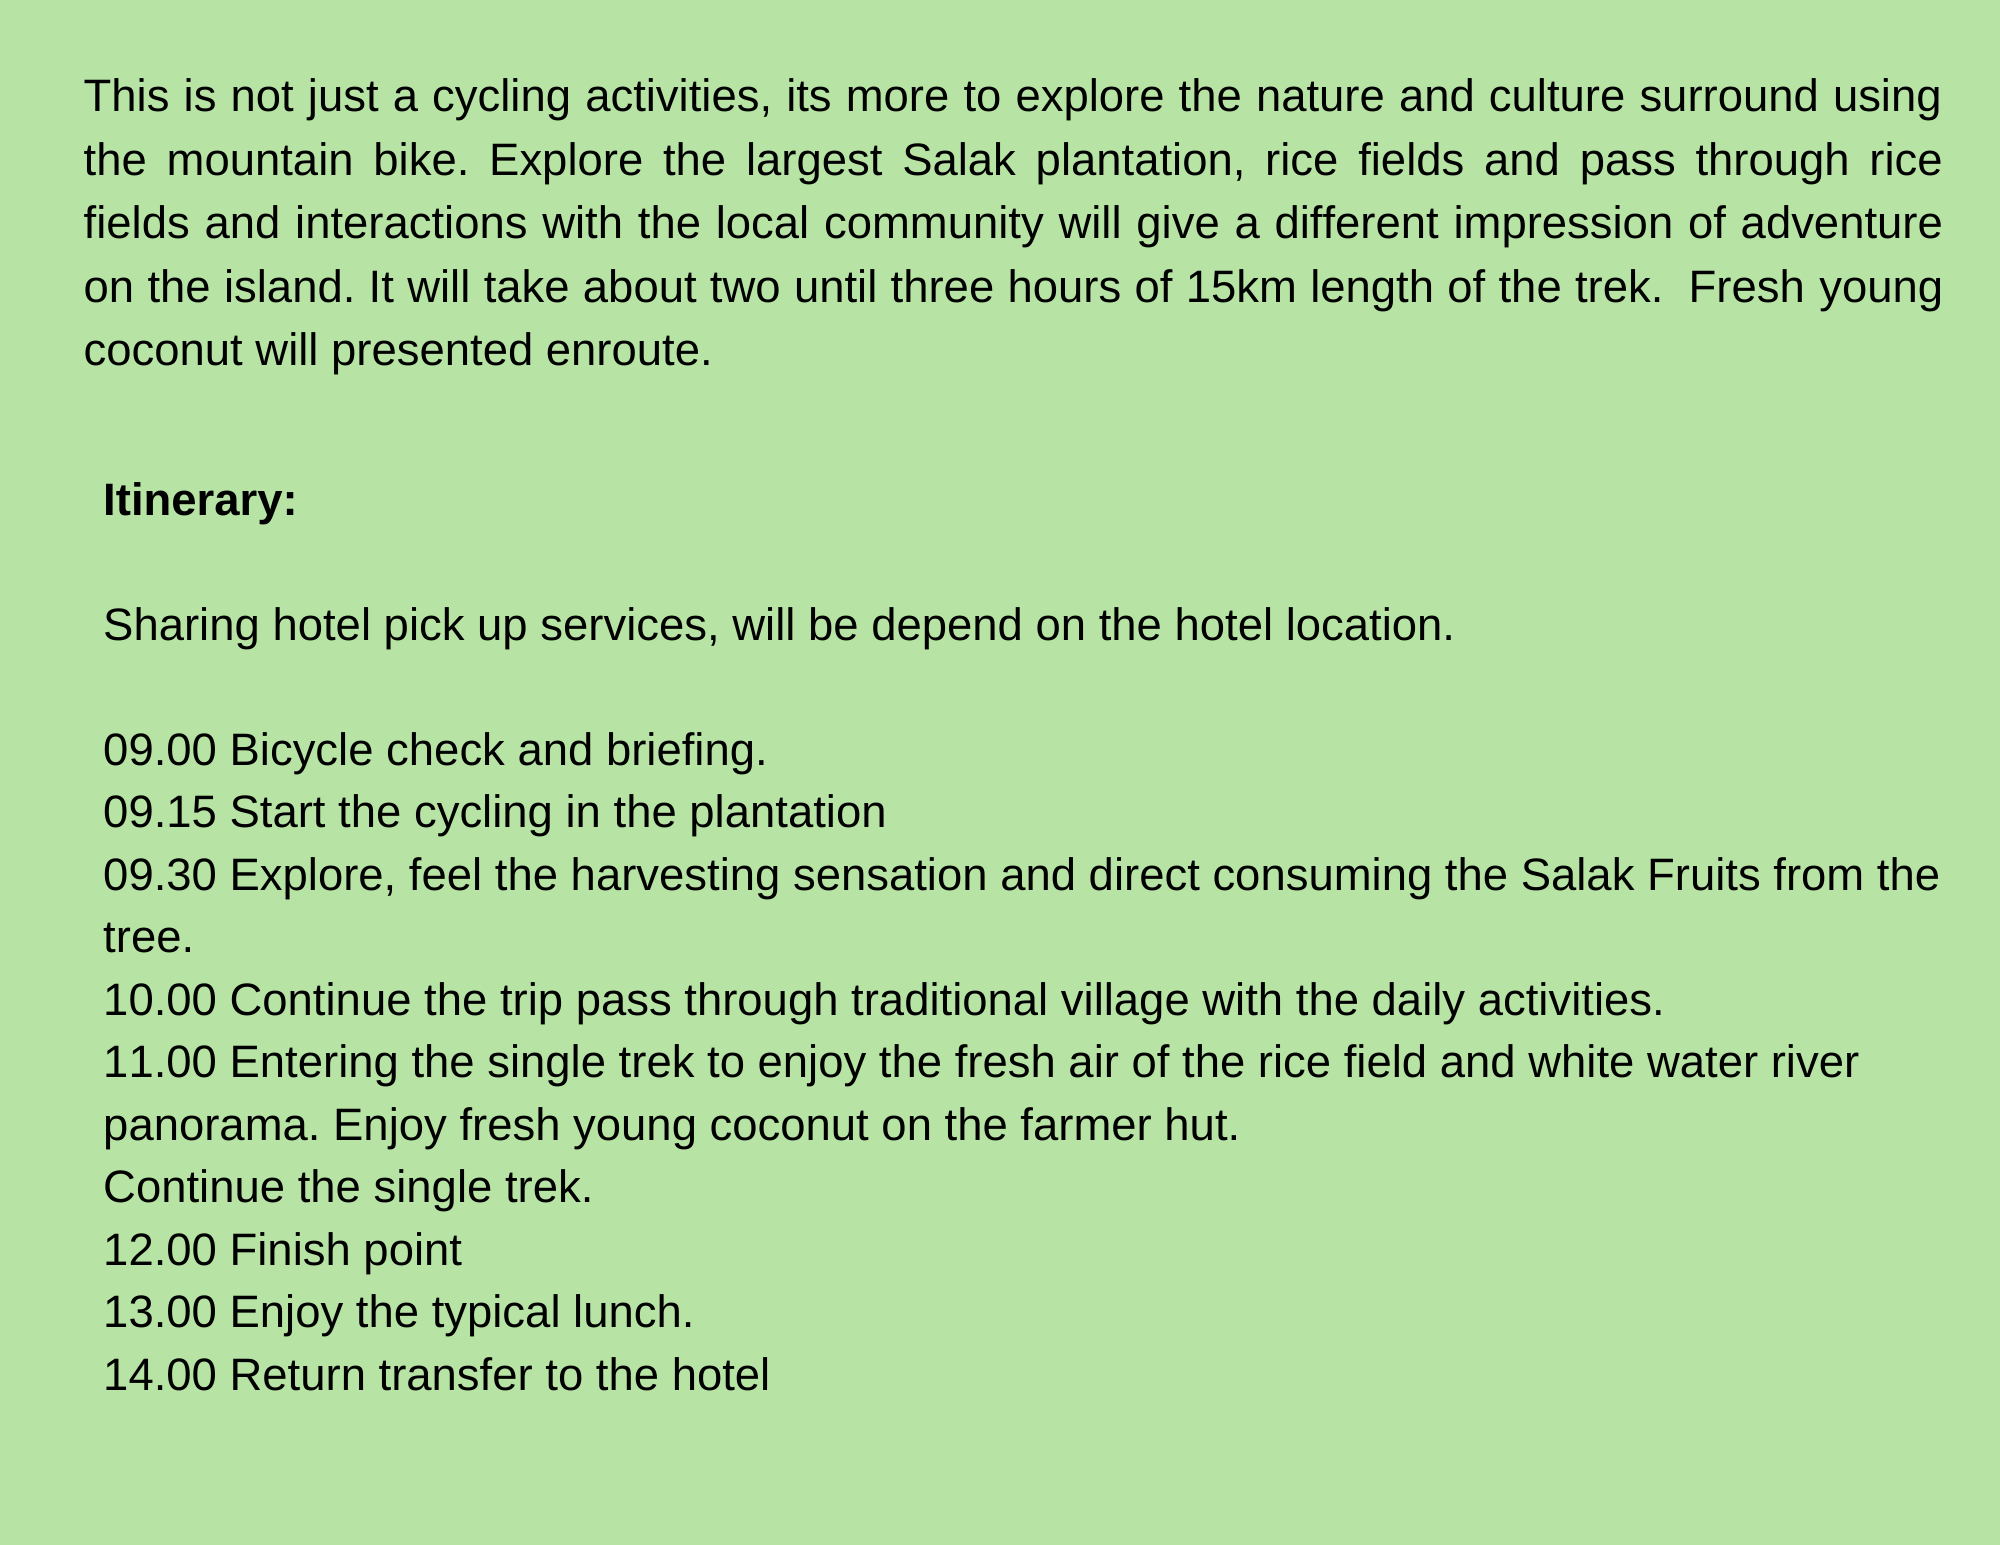 This is not just a cycling activities, its more to explore the nature and culture surround using
the mountain bike. Explore the largest Salak plantation, rice fields and pass through rice
fields and interactions with the local community will give a different impression of adventure
on the island. It will take about two until three hours of 15km length of the trek.  Fresh young
coconut will presented enroute.
Itinerary:
Sharing hotel pick up services, will be depend on the hotel location.
09.00 Bicycle check and briefing.
09.15 Start the cycling in the plantation
09.30 Explore, feel the harvesting sensation and direct consuming the Salak Fruits from the
tree.
10.00 Continue the trip pass through traditional village with the daily activities.
11.00 Entering the single trek to enjoy the fresh air of the rice field and white water river
panorama. Enjoy fresh young coconut on the farmer hut.
Continue the single trek.
12.00 Finish point
13.00 Enjoy the typical lunch.
14.00 Return transfer to the hotel